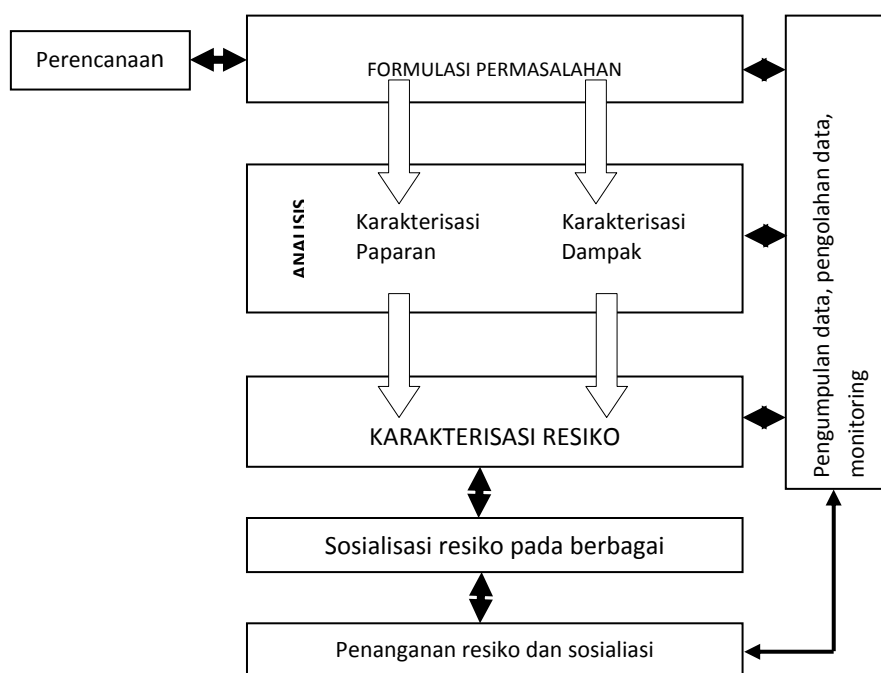 Perencanaan
FORMULASI PERMASALAHAN
ANALISIS
Karakterisasi
Paparan
Karakterisasi
Dampak
KARAKTERISASI RESIKO
Sosialisasi resiko pada berbagai
Penanganan resiko dan sosialiasi
Pengumpulan data, pengolahan data,
monitoring